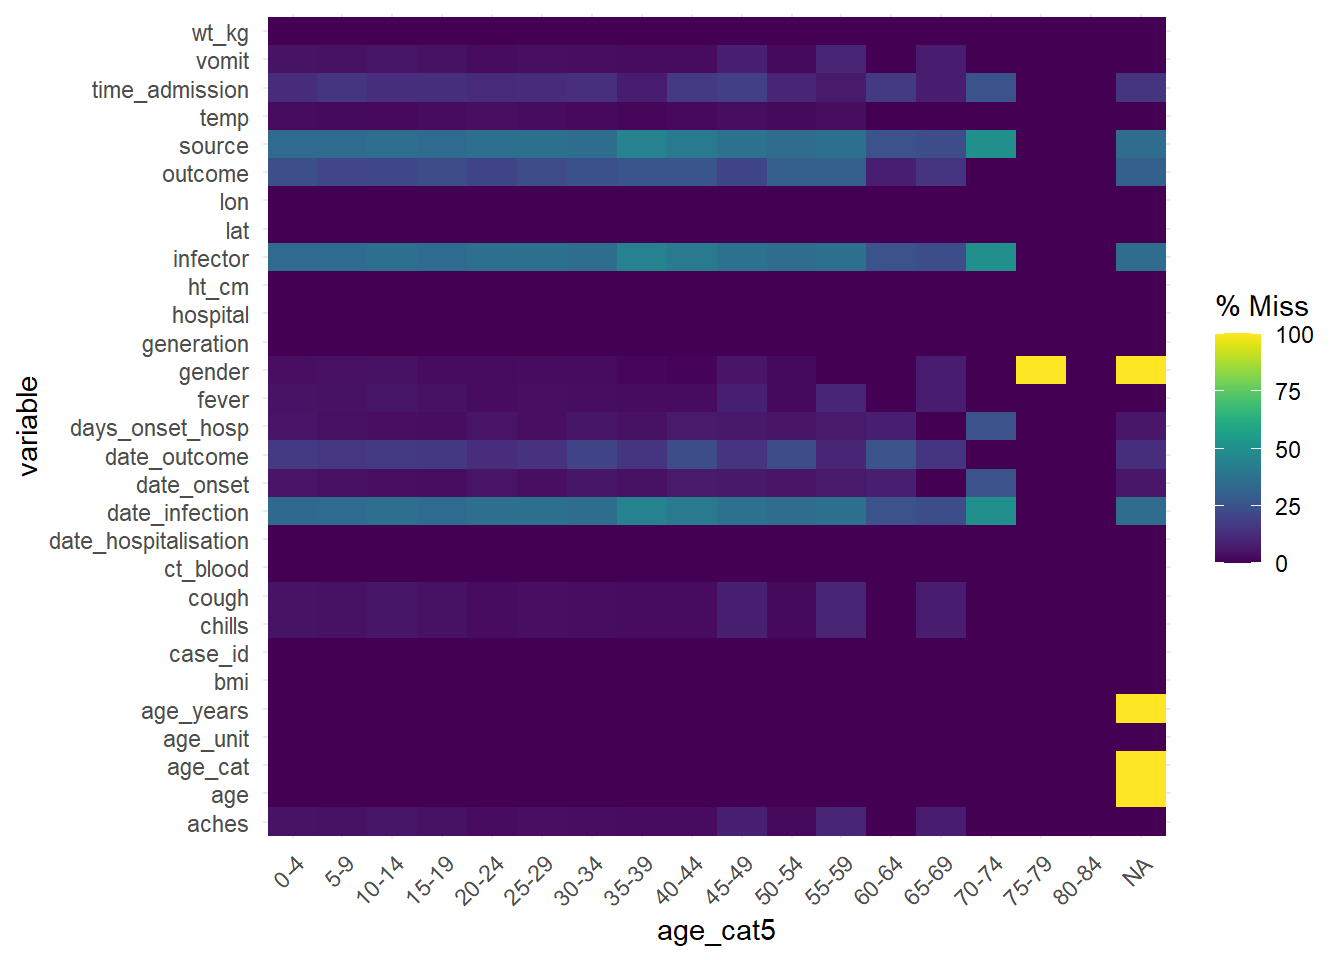 wt_kg
vomit
time_admission
temp
source
outcome
lon
lat
infector
ht_cm
hospital
generation
gender
fever
days_onset_hosp
date_outcome
date_onset
date_infection
date_hospitalisation
ct_blood
cough
chills
case_id
bmi
age_years
age_unit
age_cat
age
aches
variable
0-4
5-9
10-14
15-19
20-24
25-29
30-34
35-39
40-44
45-49
50-54
55-59
60-64
65-69
70-74
75-79
80-84
NA
age_cat5
% Miss
100
75
50
25
0